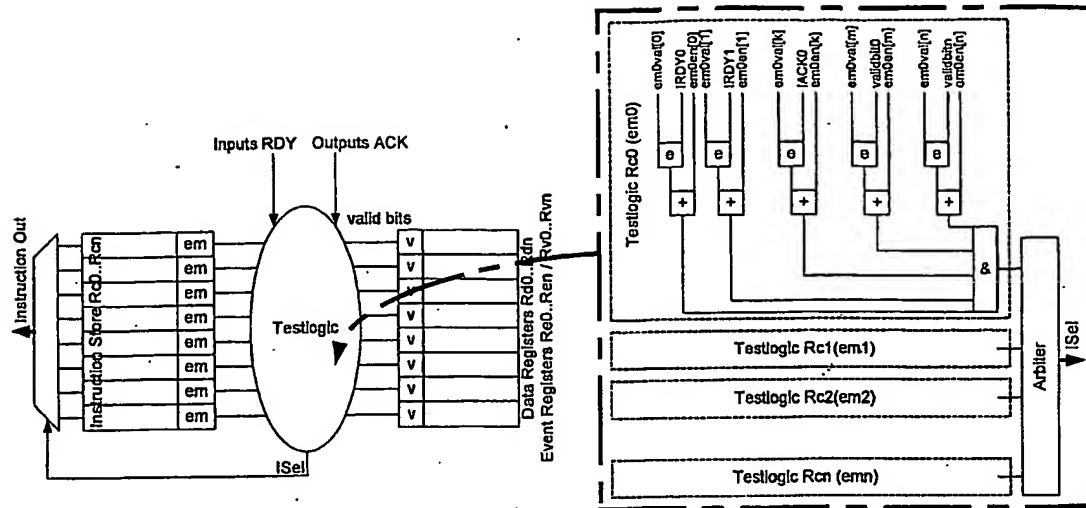 Inputs RDY
Outputs ACK
valid bits
Instruction Out
Instruction Store Rc0..Rcn
em
em
em
em
em
em
em
em
Testlogic
v
v
v
v
v
v
v
v
Data Registers Rd0..Rdn
Event Registers Re0..Ren / Rv0..Rvn
ISel
Testlogic Rc0 (em0)
em0val[0]
IRDY0
em0en[0]
em0val[1]
IRDY1
em0en[1]
em0val[k]
IACK0
em0en[k]
em0val[m]
validbit0
em0en[m]
em0val[n]
validbitn
em0en[n]
e
e
e
e
e
+
+
+
+
+
&
Testlogic Rc1(em1)
Testlogic Rc2(em2)
Testlogic Rcn (emn)
Arbiter
ISel